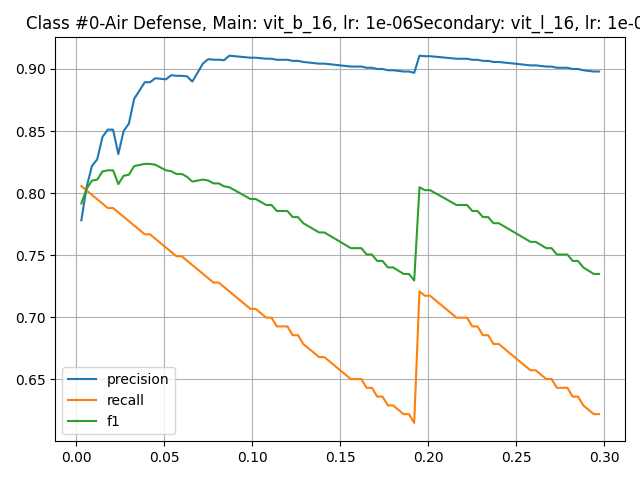 Class #0-Air Defense, Main: vit_b_16, lr: 1e-06Secondary: vit_l_16, lr: 1e-0
0.90
0.85
0.80
0.75
0.70
0.65
precision
recall
f1
0.00 0.05 0.10 0.15 0.20 0.25 0.30